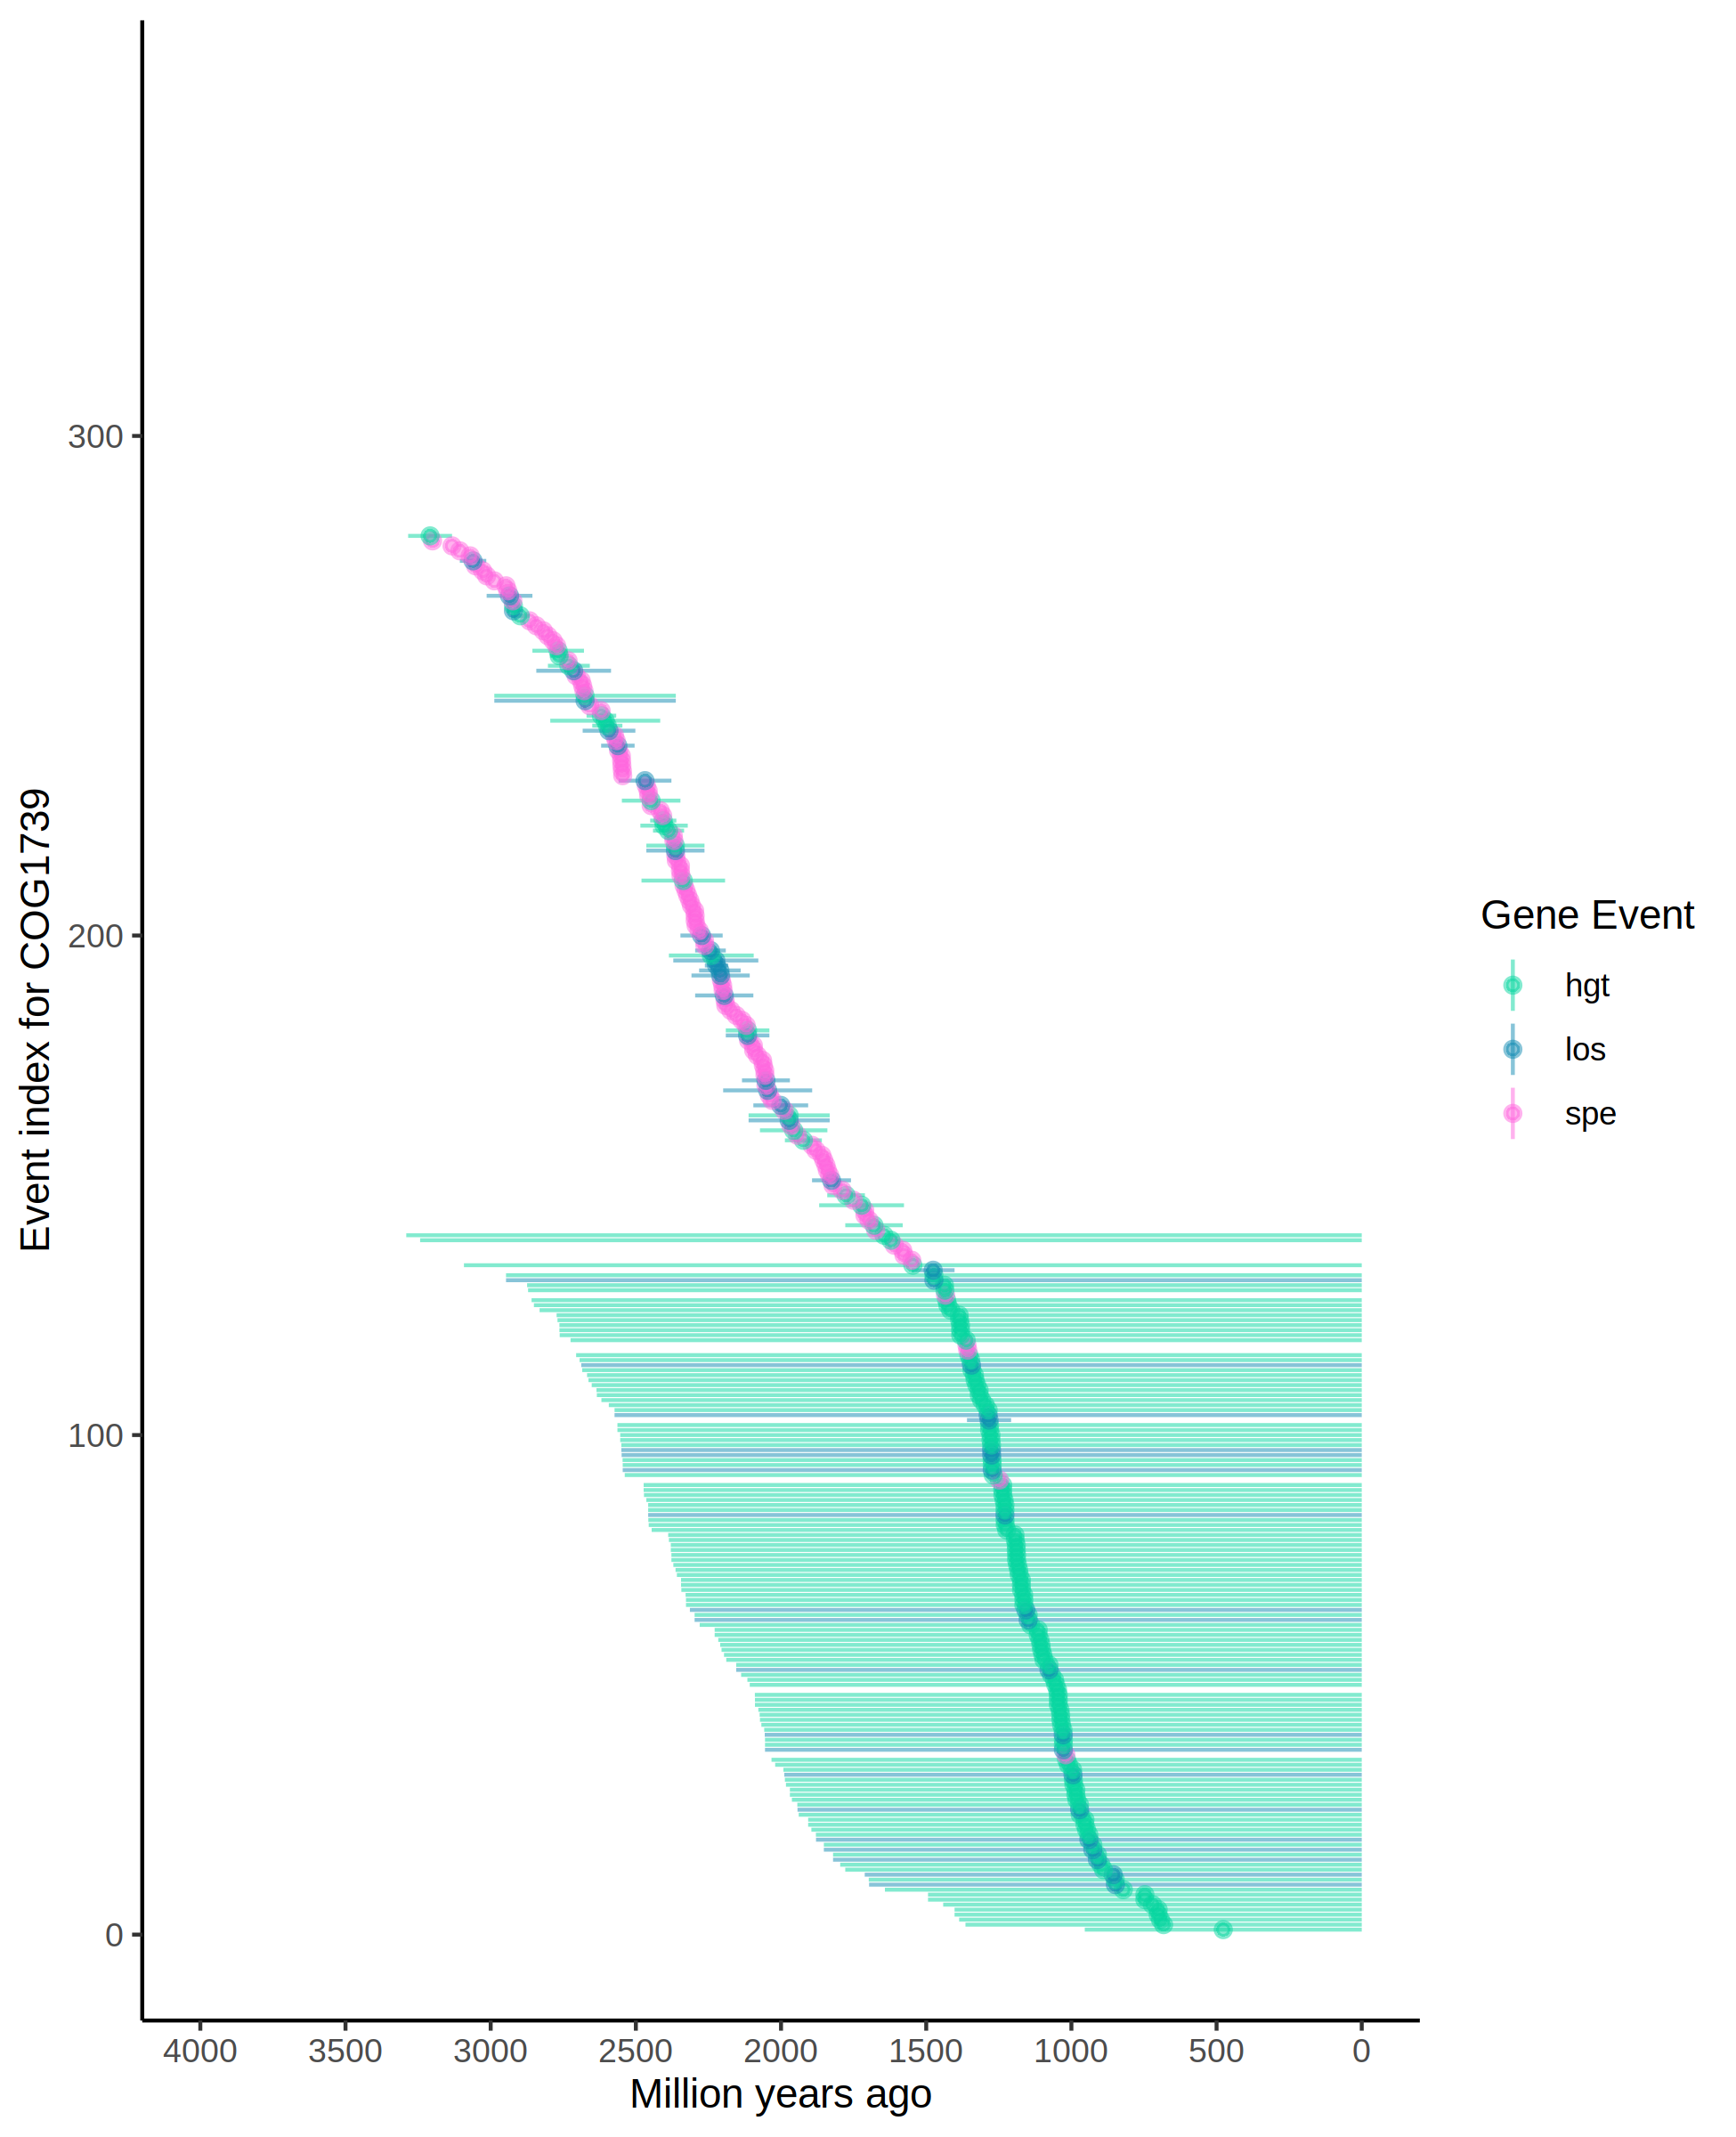 Event index for COG1739
300
200
100
0
4000 3500 3000 2500 2000 1500 1000 500 0
Million years ago
Gene Event
hgt
los
spe